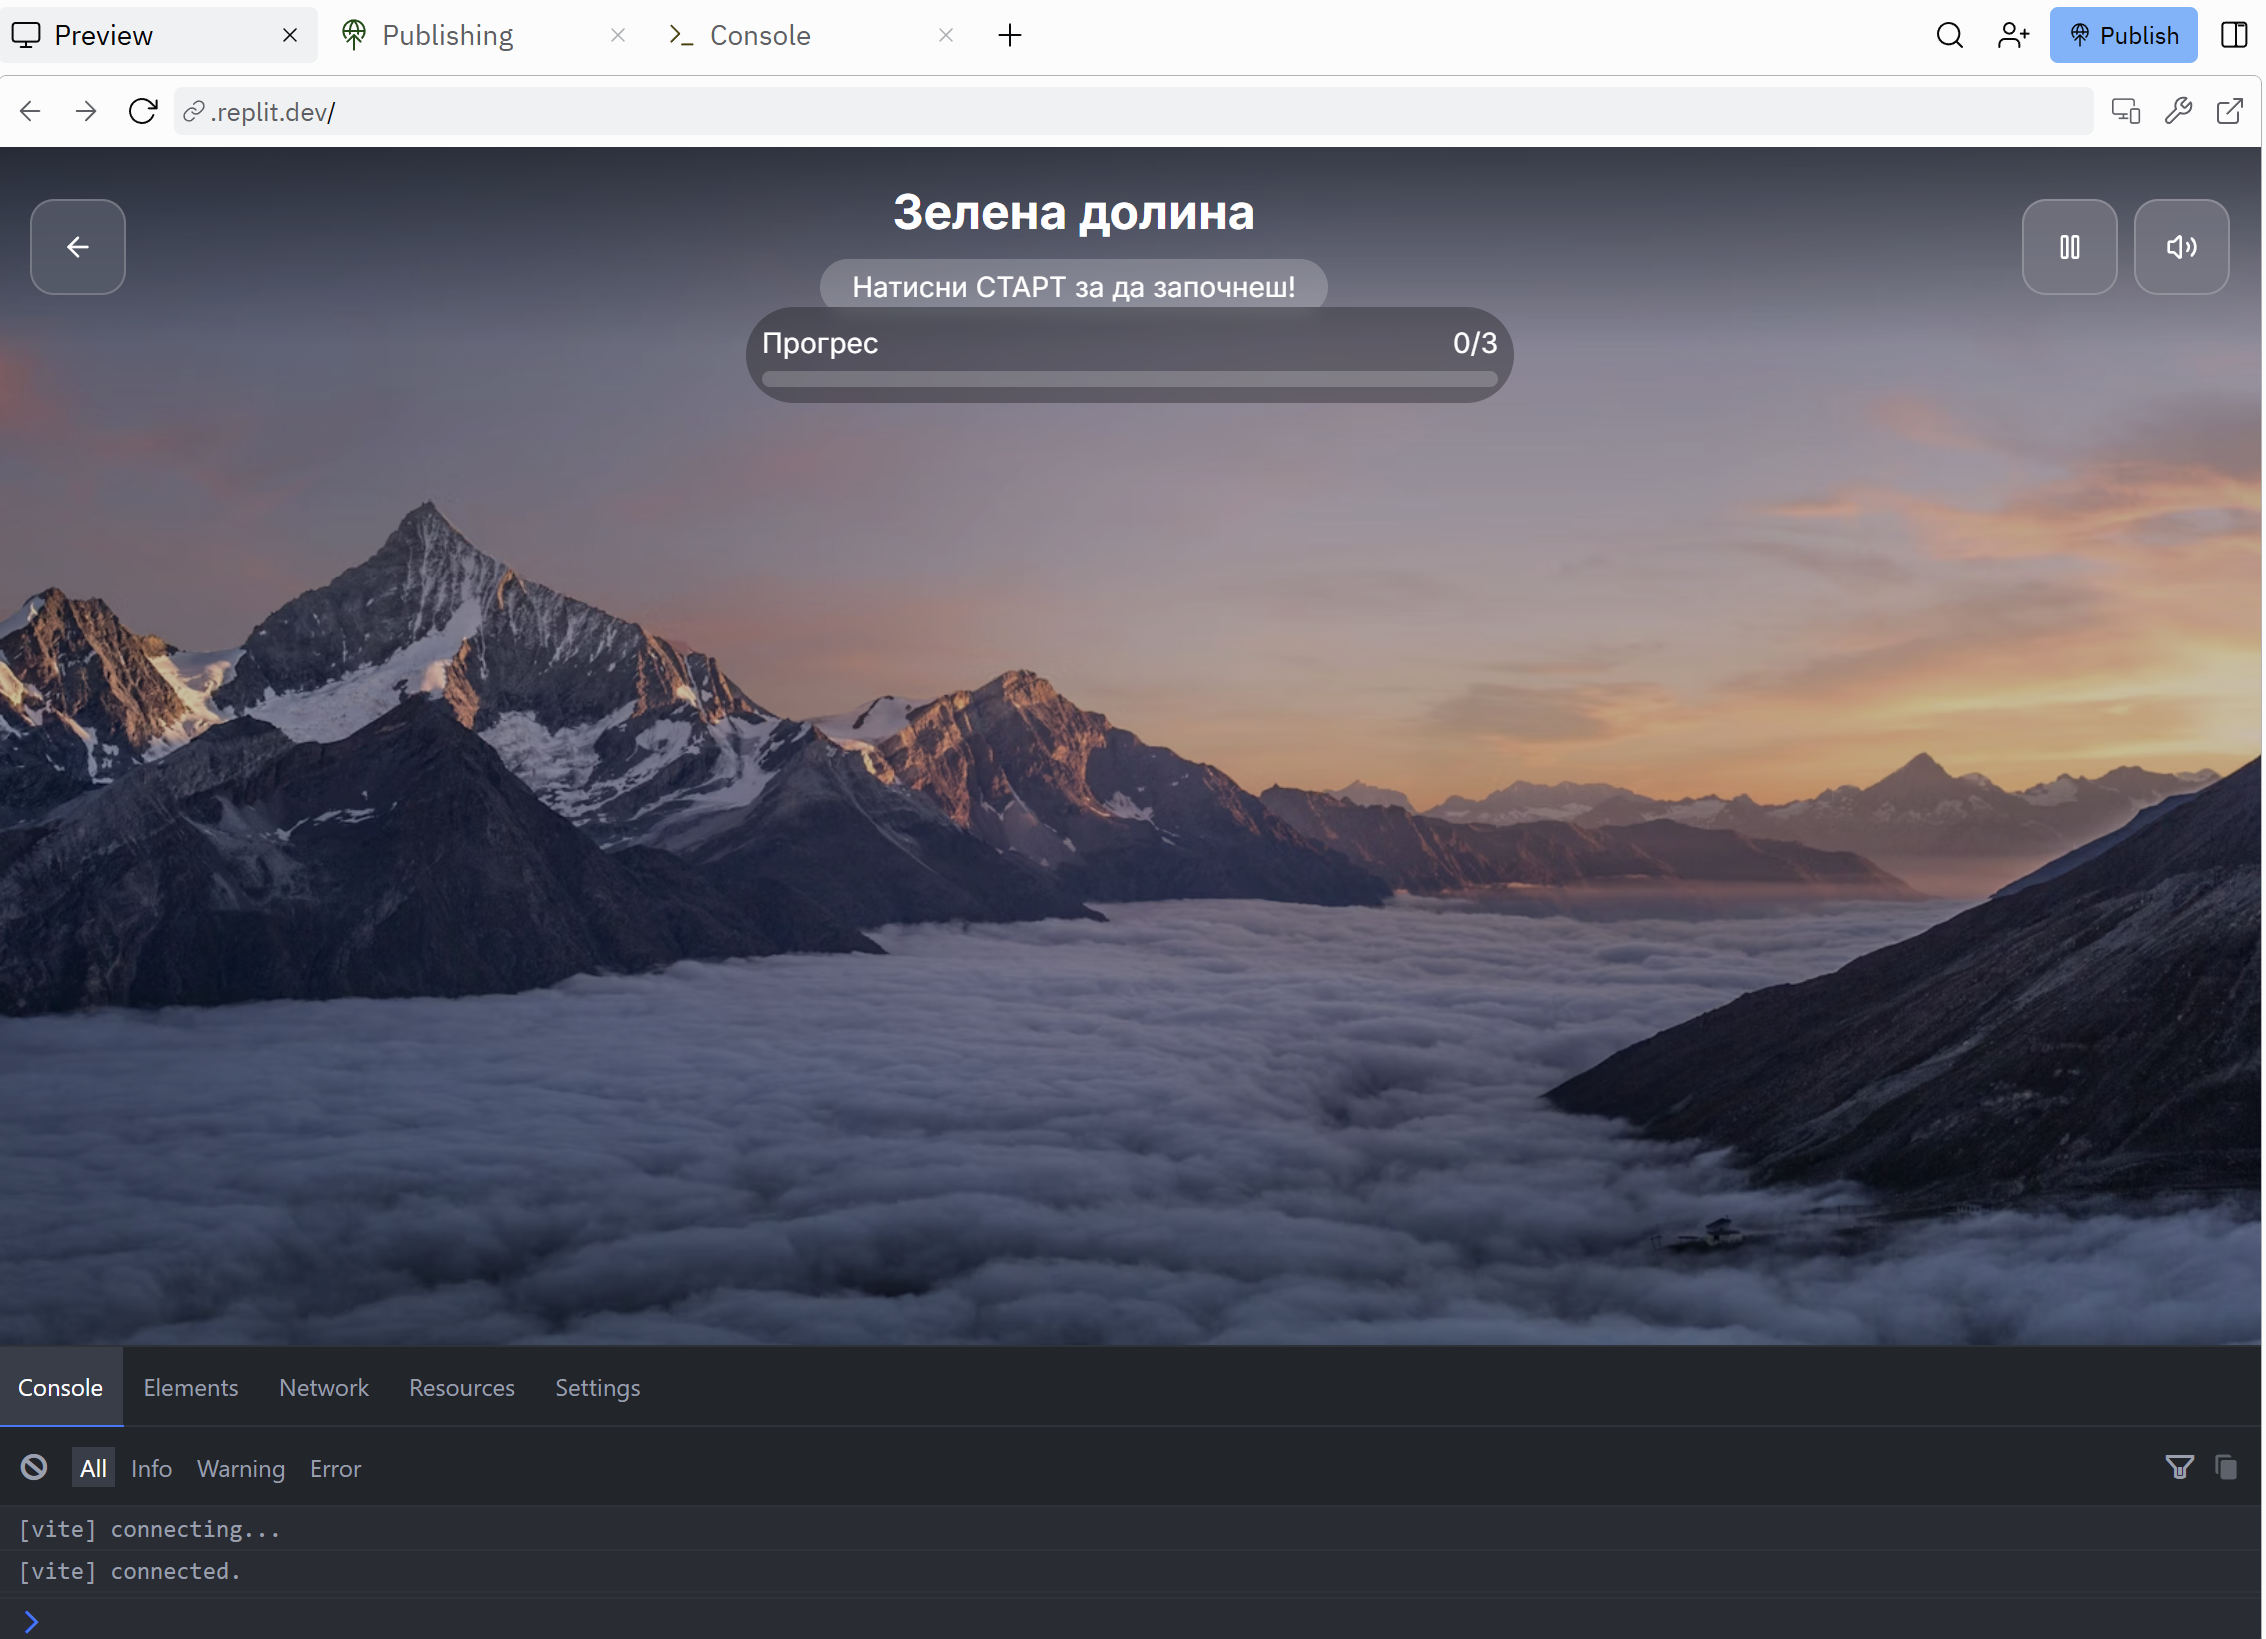 Preview
Publishing
Console
Publish
.replit.dev/
Зелена долина
Натисни СТАРТ за да започнеш!
Прогрес 0/3
Console Elements Network Resources Settings
All Info Warning Error
[vite] connecting...
[vite] connected.